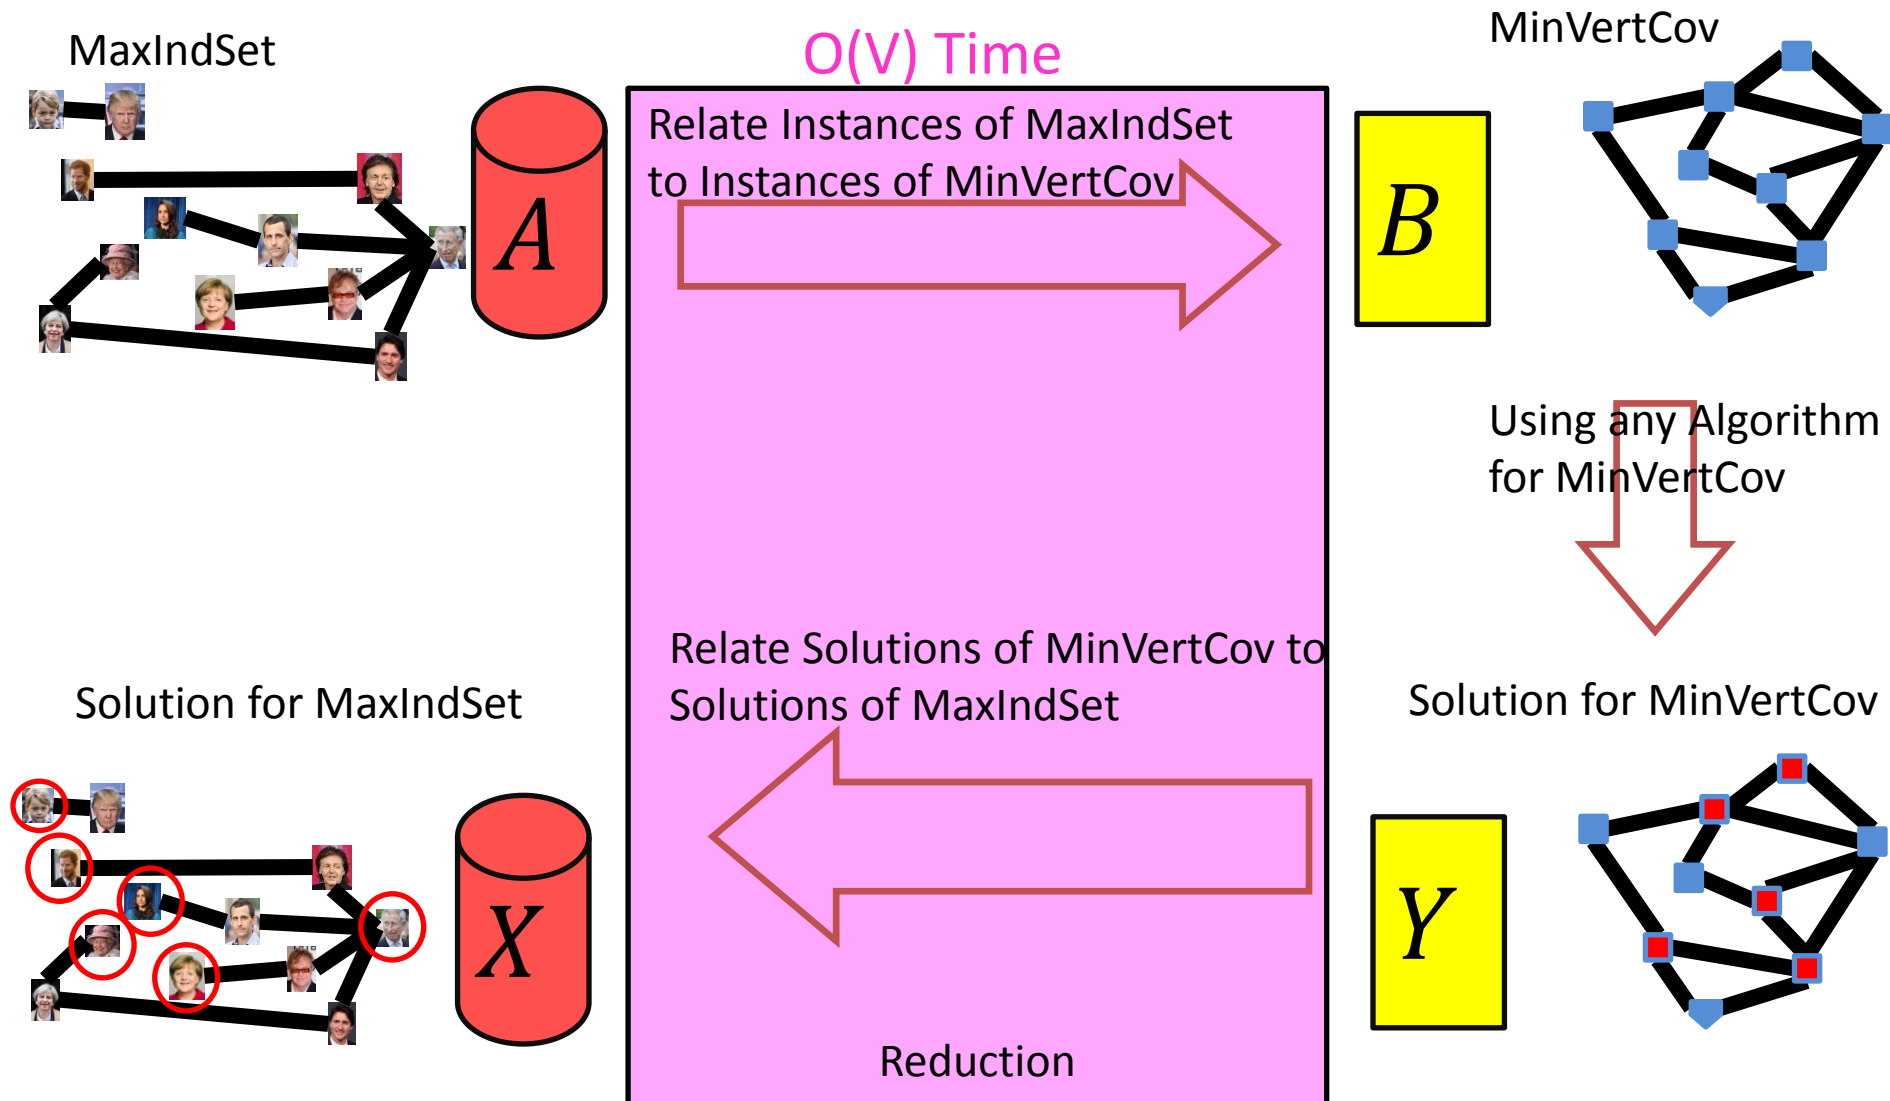 MaxIndSet
O(V) Time
MinVertCov
Relate Instances of MaxIndSet
to Instances of MinVertCov
A
B
Using any Algorithm
for MinVertCov
Relate Solutions of MinVertCov to
Solutions of MaxIndSet
Solution for MaxIndSet
Solution for MinVertCov
X
Y
Reduction